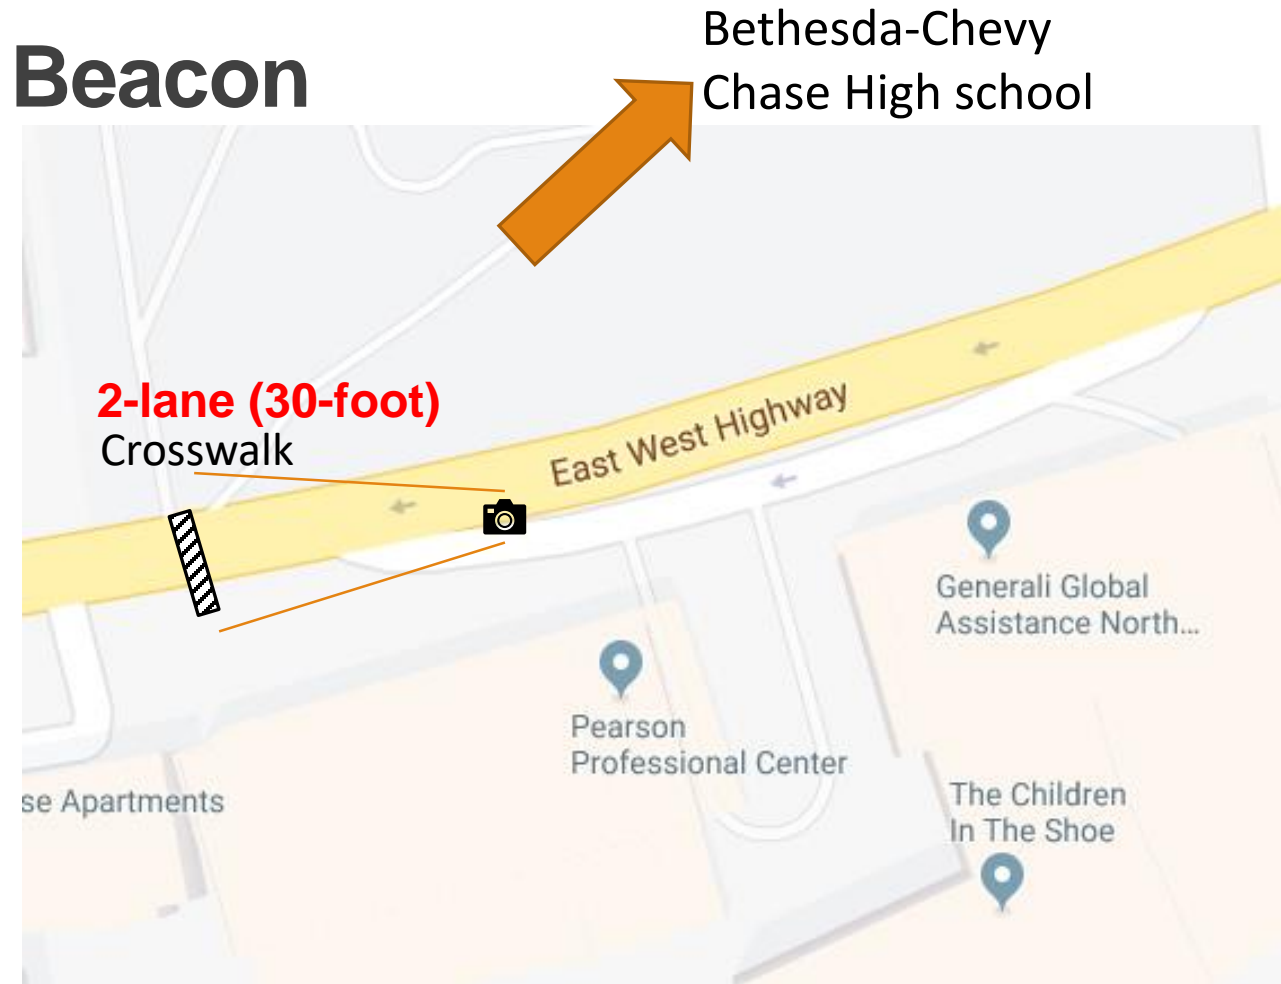 Beacon
Bethesda-Chevy
Chase High school
2-lane (30-foot)
Crosswalk
East West Highway
Generali Global
Assistance North...
Pearson
Professional Center
The Children
In The Shoe
se Apartments